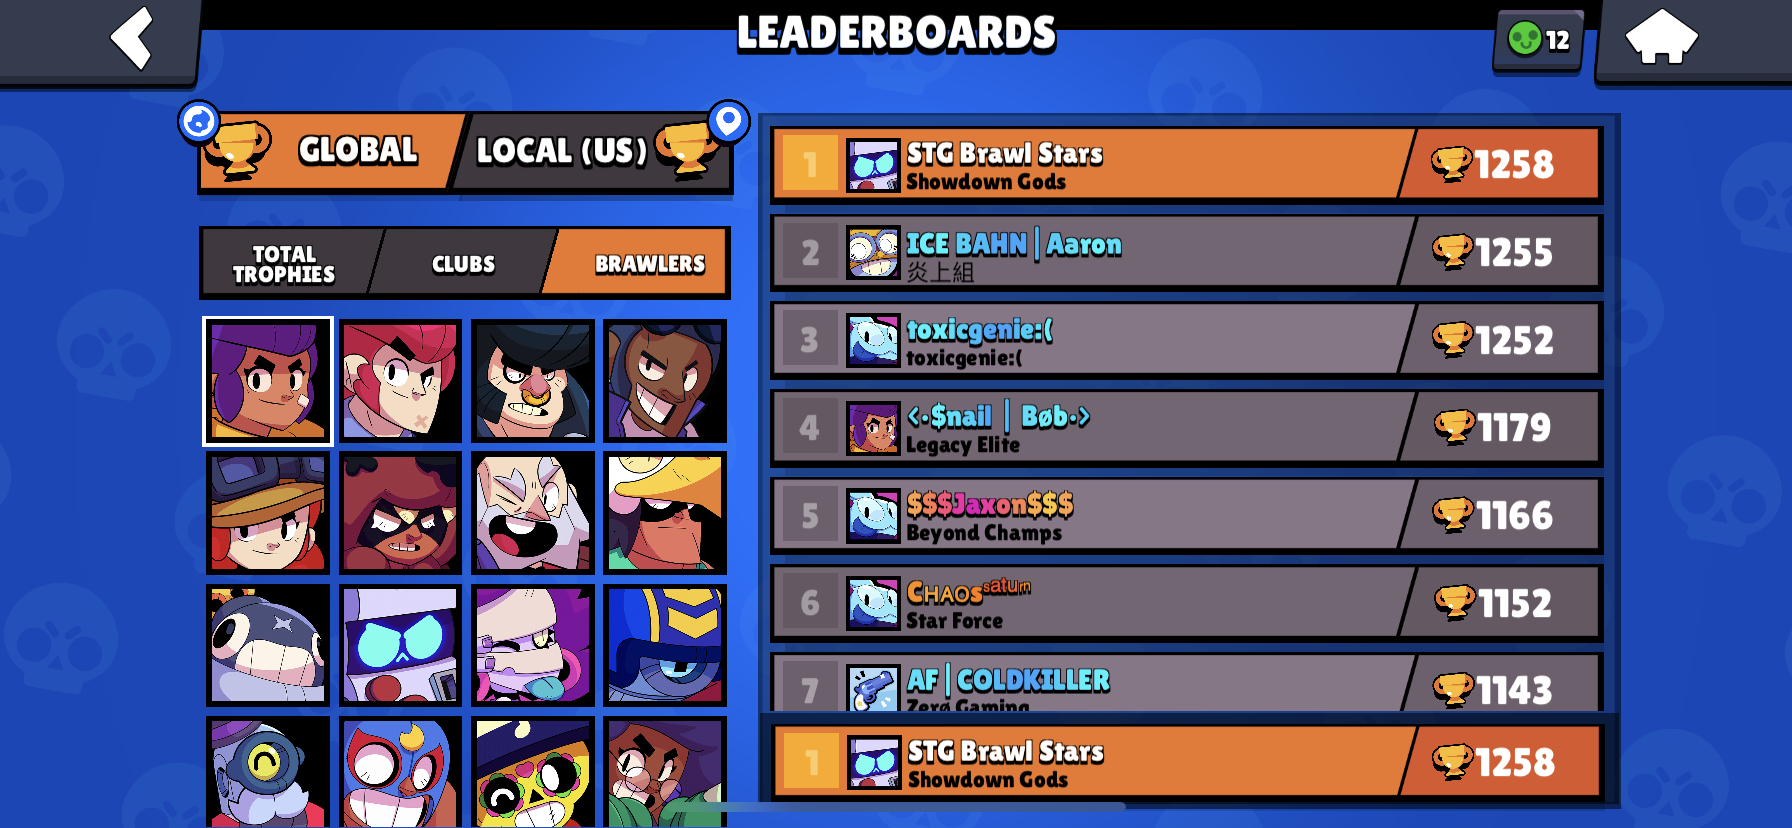 LEADERBOARDS
12
GLOBAL
LOCAL (US)
TOTAL
TROPHIES
CLUBS
BRAWLERS
1
STG Brawl Stars
Showdown Gods
1258
2
ICE BAHN | Aaron
炎上組
1255
3
toxicgenie:(
toxicgenie:(
1252
4
<·$nail | Bøb·>
Legacy Elite
1179
5
$$$Jaxon$$$
Beyond Champs
1166
6
CHAOSsaturn
Star Force
1152
7
AF | COLDKILLER
Zerø Gaming
1143
1
STG Brawl Stars
Showdown Gods
1258